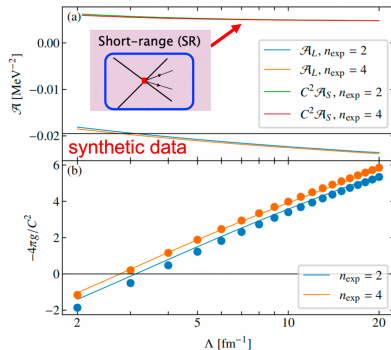 (a)
0.00
−0.01
−0.02
𝒜 [MeV⁻²]
Short-range (SR)
𝒜_L, n_exp = 2
𝒜_L, n_exp = 4
C²𝒜_S, n_exp = 2
C²𝒜_S, n_exp = 4
synthetic data
(b)
6
4
2
0
−2
−4πg/C²
n_exp = 2
n_exp = 4
2 5 10 20
Λ [fm⁻¹]